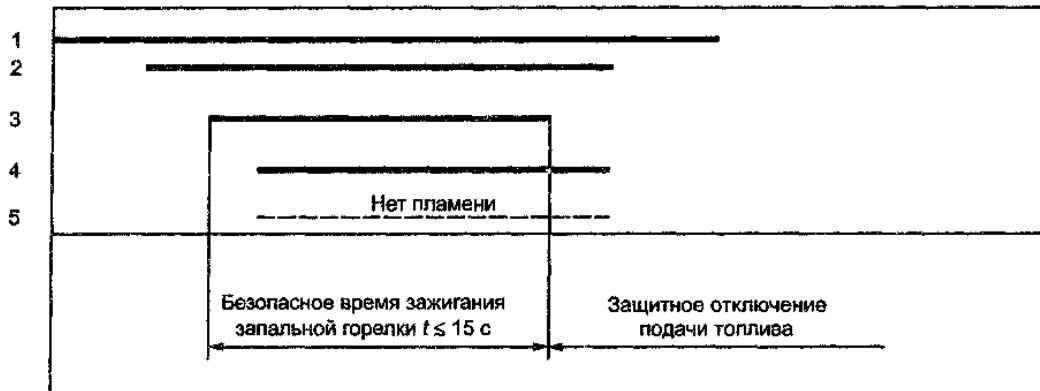 1
2
3
4
Нет пламени
5
Безопасное время зажигания
запальной горелки t ≤ 15 с
Защитное отключение
подачи топлива